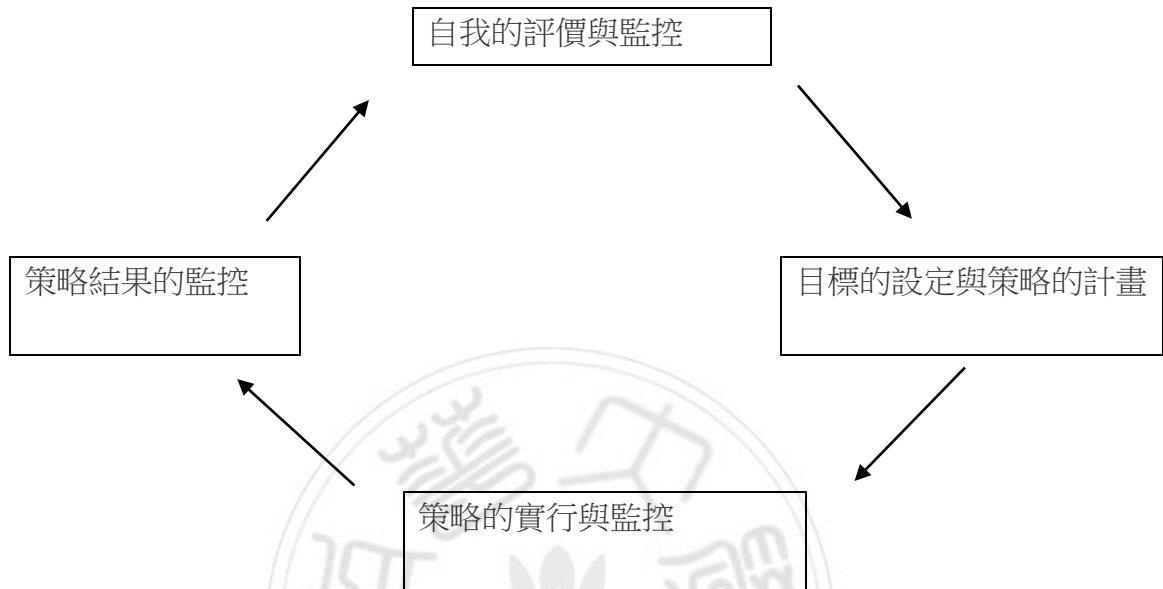 自我的評價與監控
策略結果的監控
目標的設定與策略的計畫
策略的實行與監控